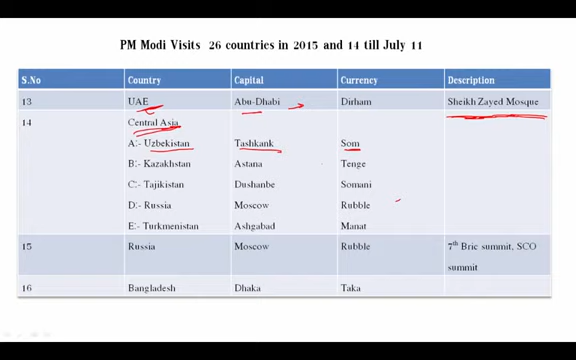 PM Modi Visits 26 countries in 2015 and 14 till July 11
S.No Country Capital Currency Description
13 UAE Abu-Dhabi Dirham Sheikh Zayed Mosque
14 Central Asia
A:- Uzbekistan Tashkank Som
B:- Kazakhstan Astana Tenge
C:- Tajikistan Dushanbe Somani
D:- Russia Moscow Rubble
E:- Turkmenistan Ashgabad Manat
15 Russia Moscow Rubble 7th Bric summit, SCO
summit
16 Bangladesh Dhaka Taka